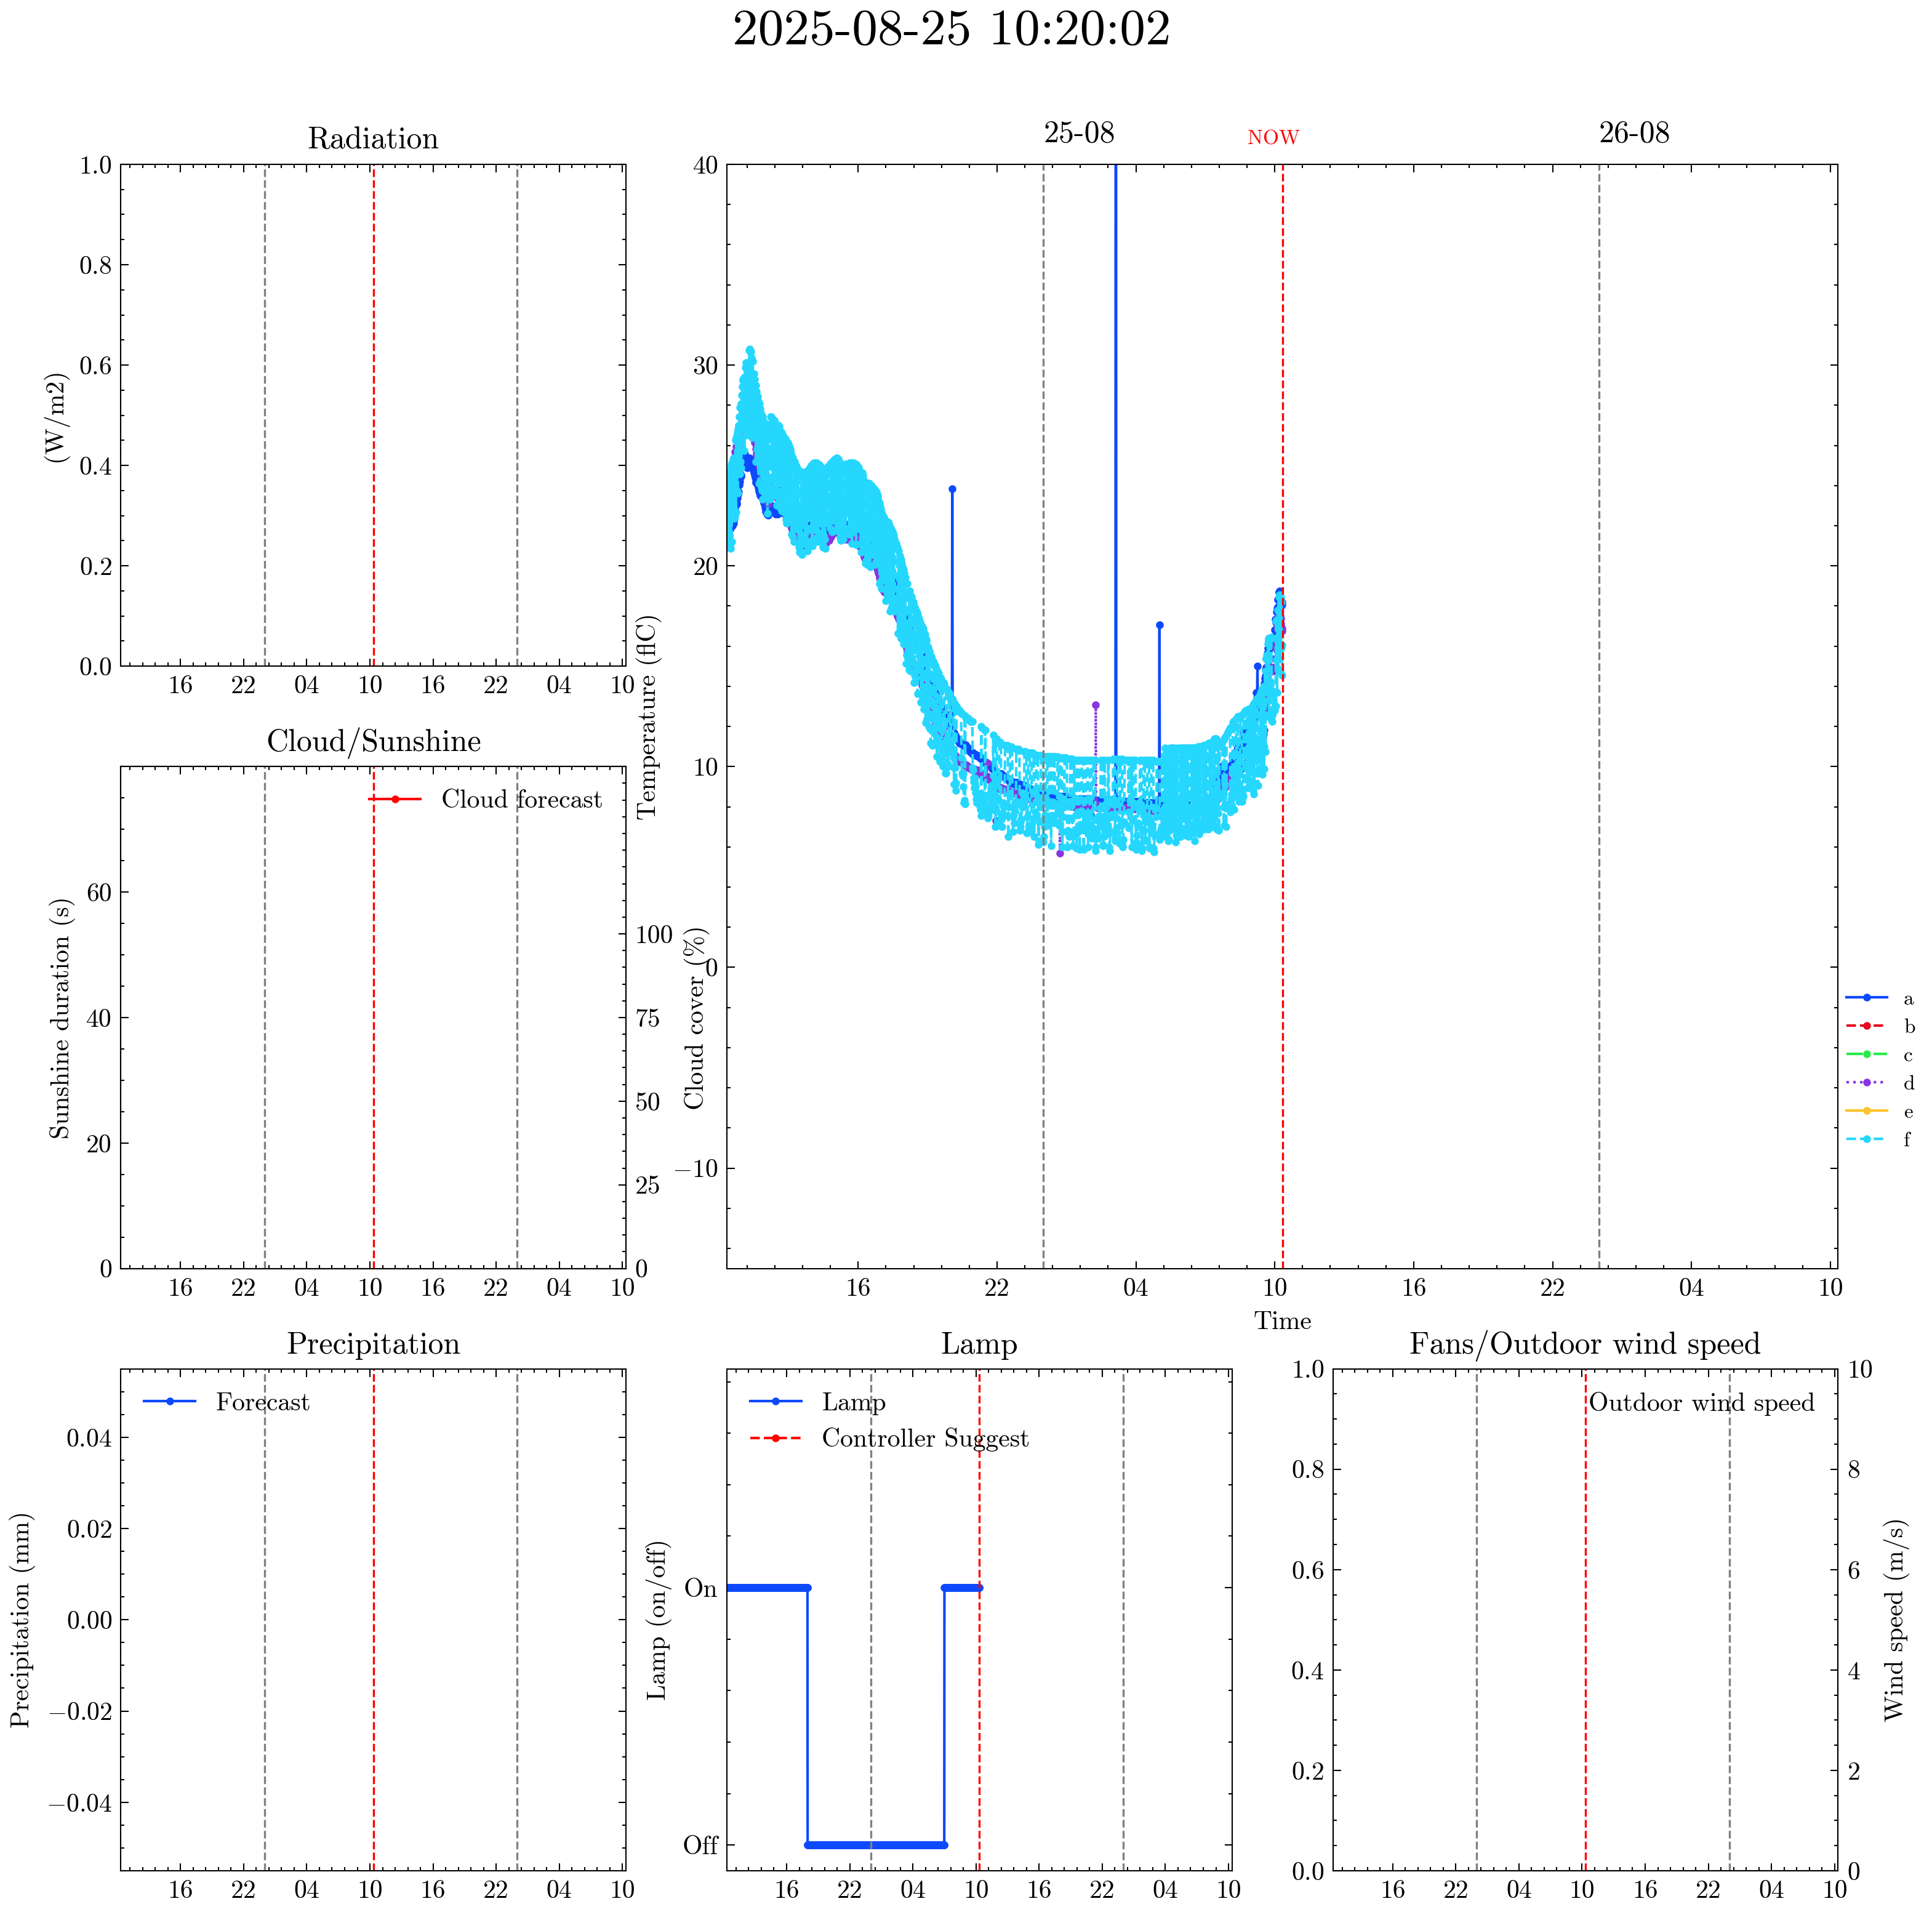 2025-08-25 10:20:02
Radiation
1.0
0.8
0.6
0.4
0.2
0.0
(W/m2)
16 22 04 10 16 22 04 10
25-08
NOW
26-08
40
30
20
10
0
−10
Temperature (flC)
16 22 04 10 16 22 04 10
Time
a
b
c
d
e
f
Cloud/Sunshine
Cloud forecast
60
40
20
0
Sunshine duration (s)
100
75
50
25
0
Cloud cover (%)
16 22 04 10 16 22 04 10
Precipitation
Forecast
0.04
0.02
0.00
−0.02
−0.04
Precipitation (mm)
16 22 04 10 16 22 04 10
Lamp
Lamp
Controller Suggest
On
Off
Lamp (on/off)
16 22 04 10 16 22 04 10
Fans/Outdoor wind speed
Outdoor wind speed
1.0
0.8
0.6
0.4
0.2
0.0
10
8
6
4
2
0
Wind speed (m/s)
16 22 04 10 16 22 04 10